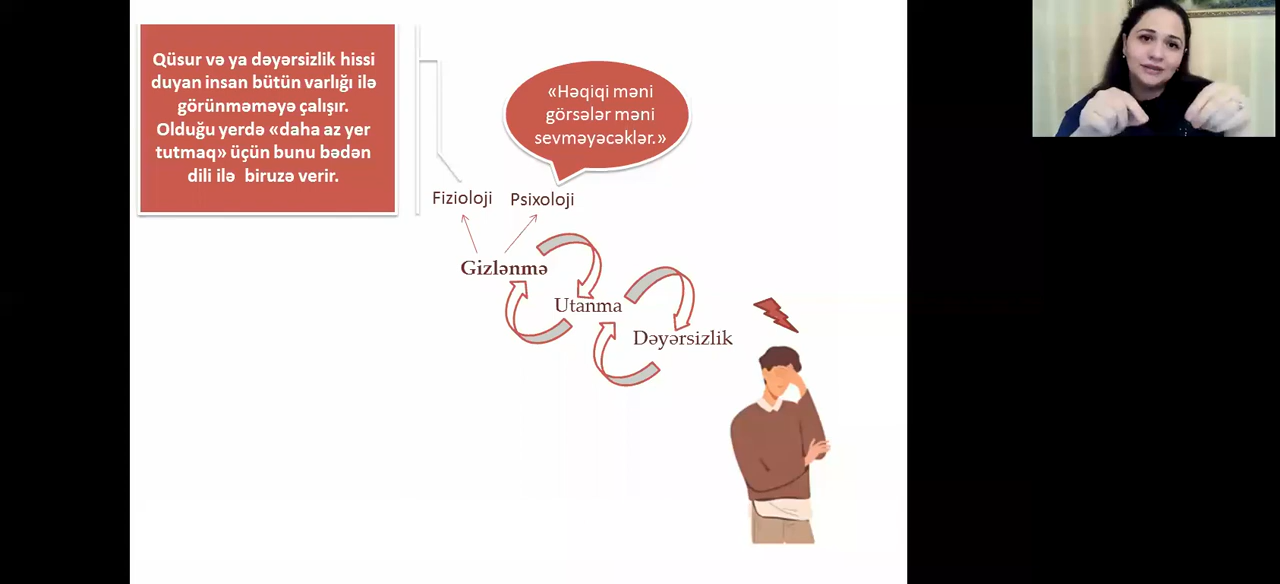 Qüsur və ya dəyərsizlik hissi
duyan insan bütün varlığı ilə
görünməməyə çalışır.
Olduğu yerdə «daha az yer
tutmaq» üçün bunu bədən
dili ilə biruzə verir.
«Həqiqi məni
görsələr məni
sevməyəcəklər.»
Fizioloji Psixoloji
Gizlənmə
Utanma
Dəyərsizlik